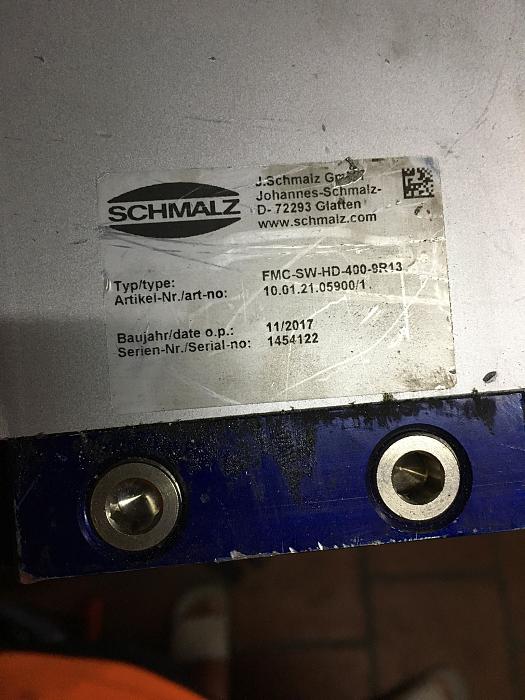 SCHMALZ
J.Schmalz GmbH
Johannes-Schmalz-
D- 72293 Glatten
www.schmalz.com
Typ/type: FMC-SW-HD-400-9R13
Artikel-Nr./art-no: 10.01.21.05900/1
Baujahr/date o.p.: 11/2017
Serien-Nr./Serial-no: 1454122